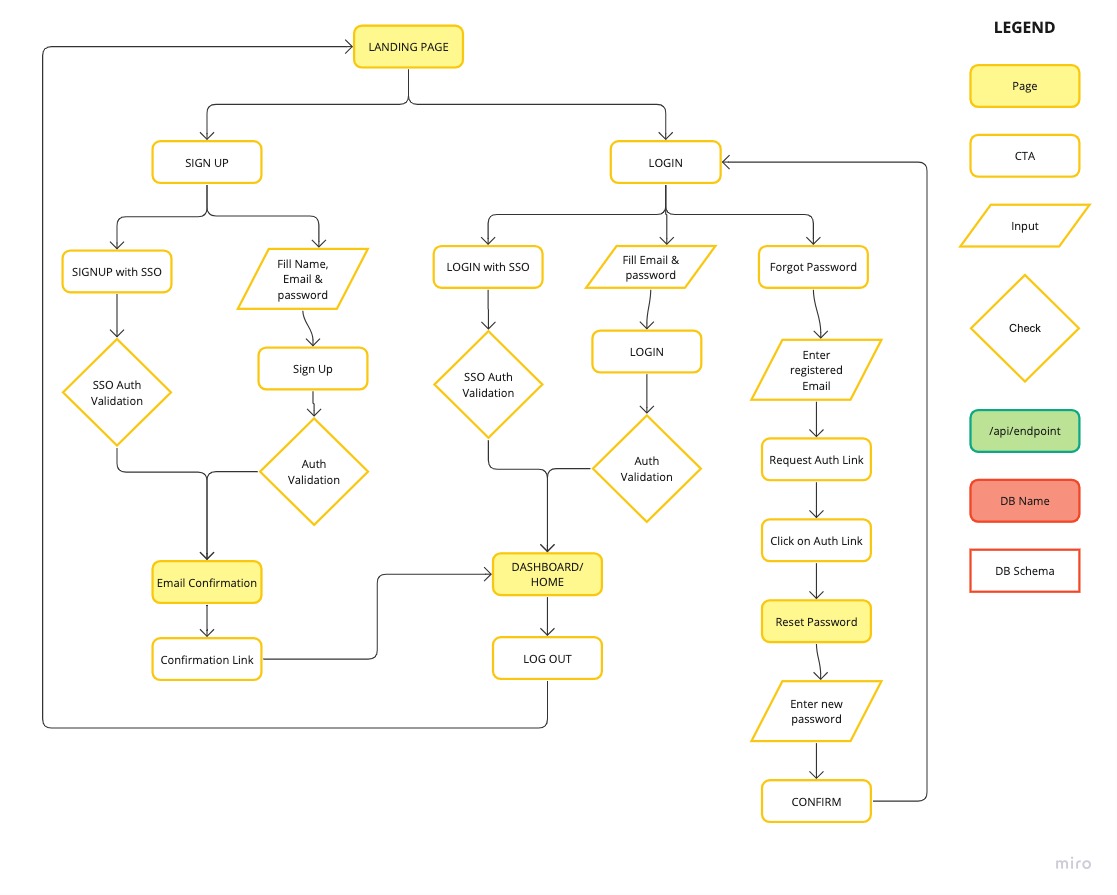 LEGEND
LANDING PAGE
Page
SIGN UP
LOGIN
CTA
SIGNUP with SSO
Fill Name,
Email &
password
LOGIN with SSO
Fill Email &
password
Forgot Password
Input
Check
SSO Auth
Validation
Sign Up
SSO Auth
Validation
LOGIN
Enter
registered
Email
Auth
Validation
Auth
Validation
Request Auth Link
/api/endpoint
Click on Auth Link
DB Name
Email Confirmation
DASHBOARD/
HOME
Reset Password
DB Schema
Confirmation Link
LOG OUT
Enter new
password
CONFIRM
miro